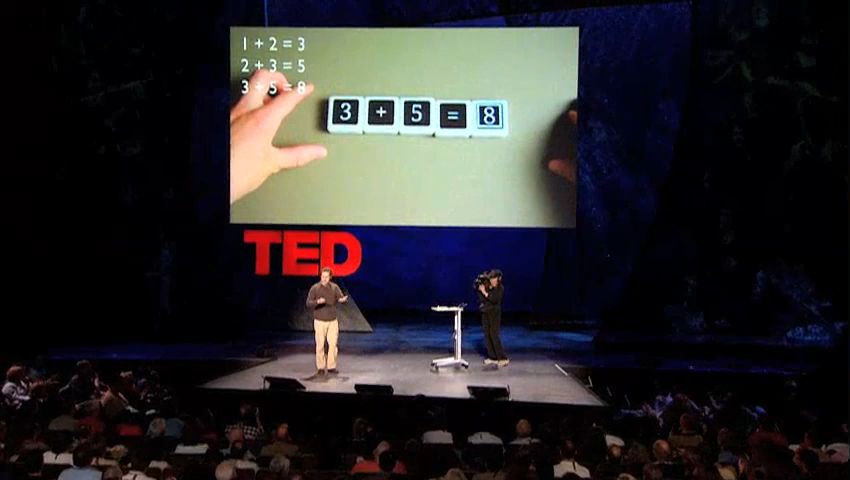 1 + 2 = 3
2 + 3 = 5
3 + 5 = 8
3 + 5 = 8
TED